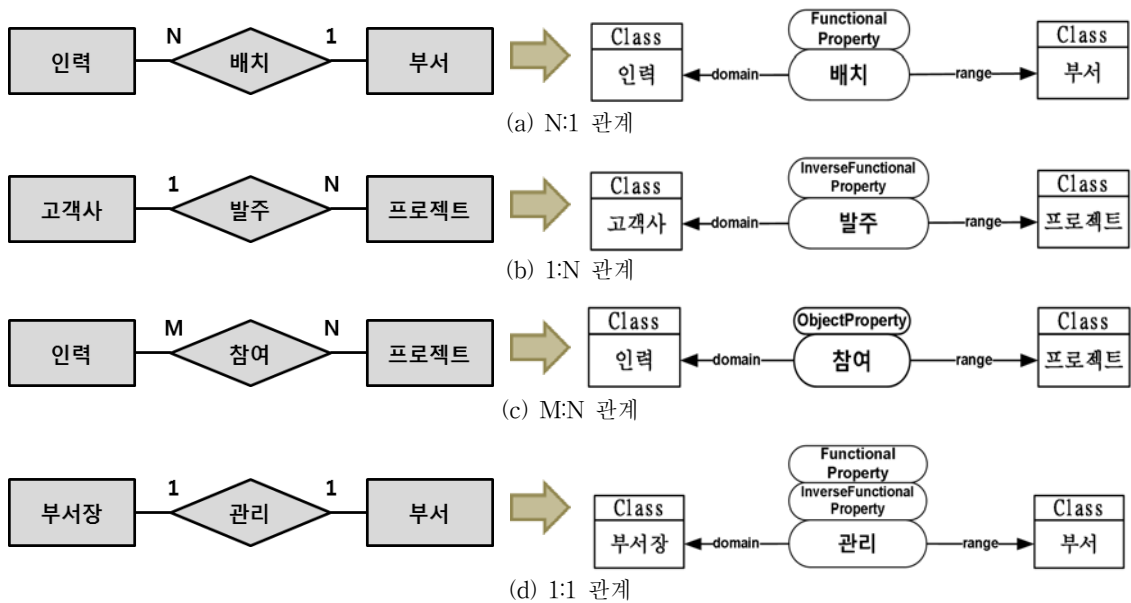 N 1
인력 배치 부서
Functional
Property
Class Class
인력 domain 배치 range 부서
(a) N:1 관계
1 N
고객사 발주 프로젝트
InverseFunctional
Property
Class Class
고객사 domain 발주 range 프로젝트
(b) 1:N 관계
M N
인력 참여 프로젝트
ObjectProperty
Class Class
인력 domain 참여 range 프로젝트
(c) M:N 관계
1 1
부서장 관리 부서
Functional
Property
InverseFunctional
Property
Class Class
부서장 domain 관리 range 부서
(d) 1:1 관계